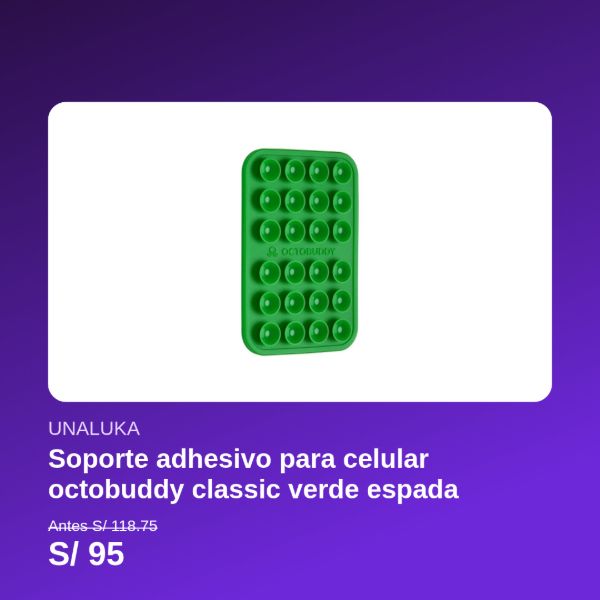 OCTOBUDDY
UNALUKA
Soporte adhesivo para celular
octobuddy classic verde espada
Antes S/ 118.75
S/ 95